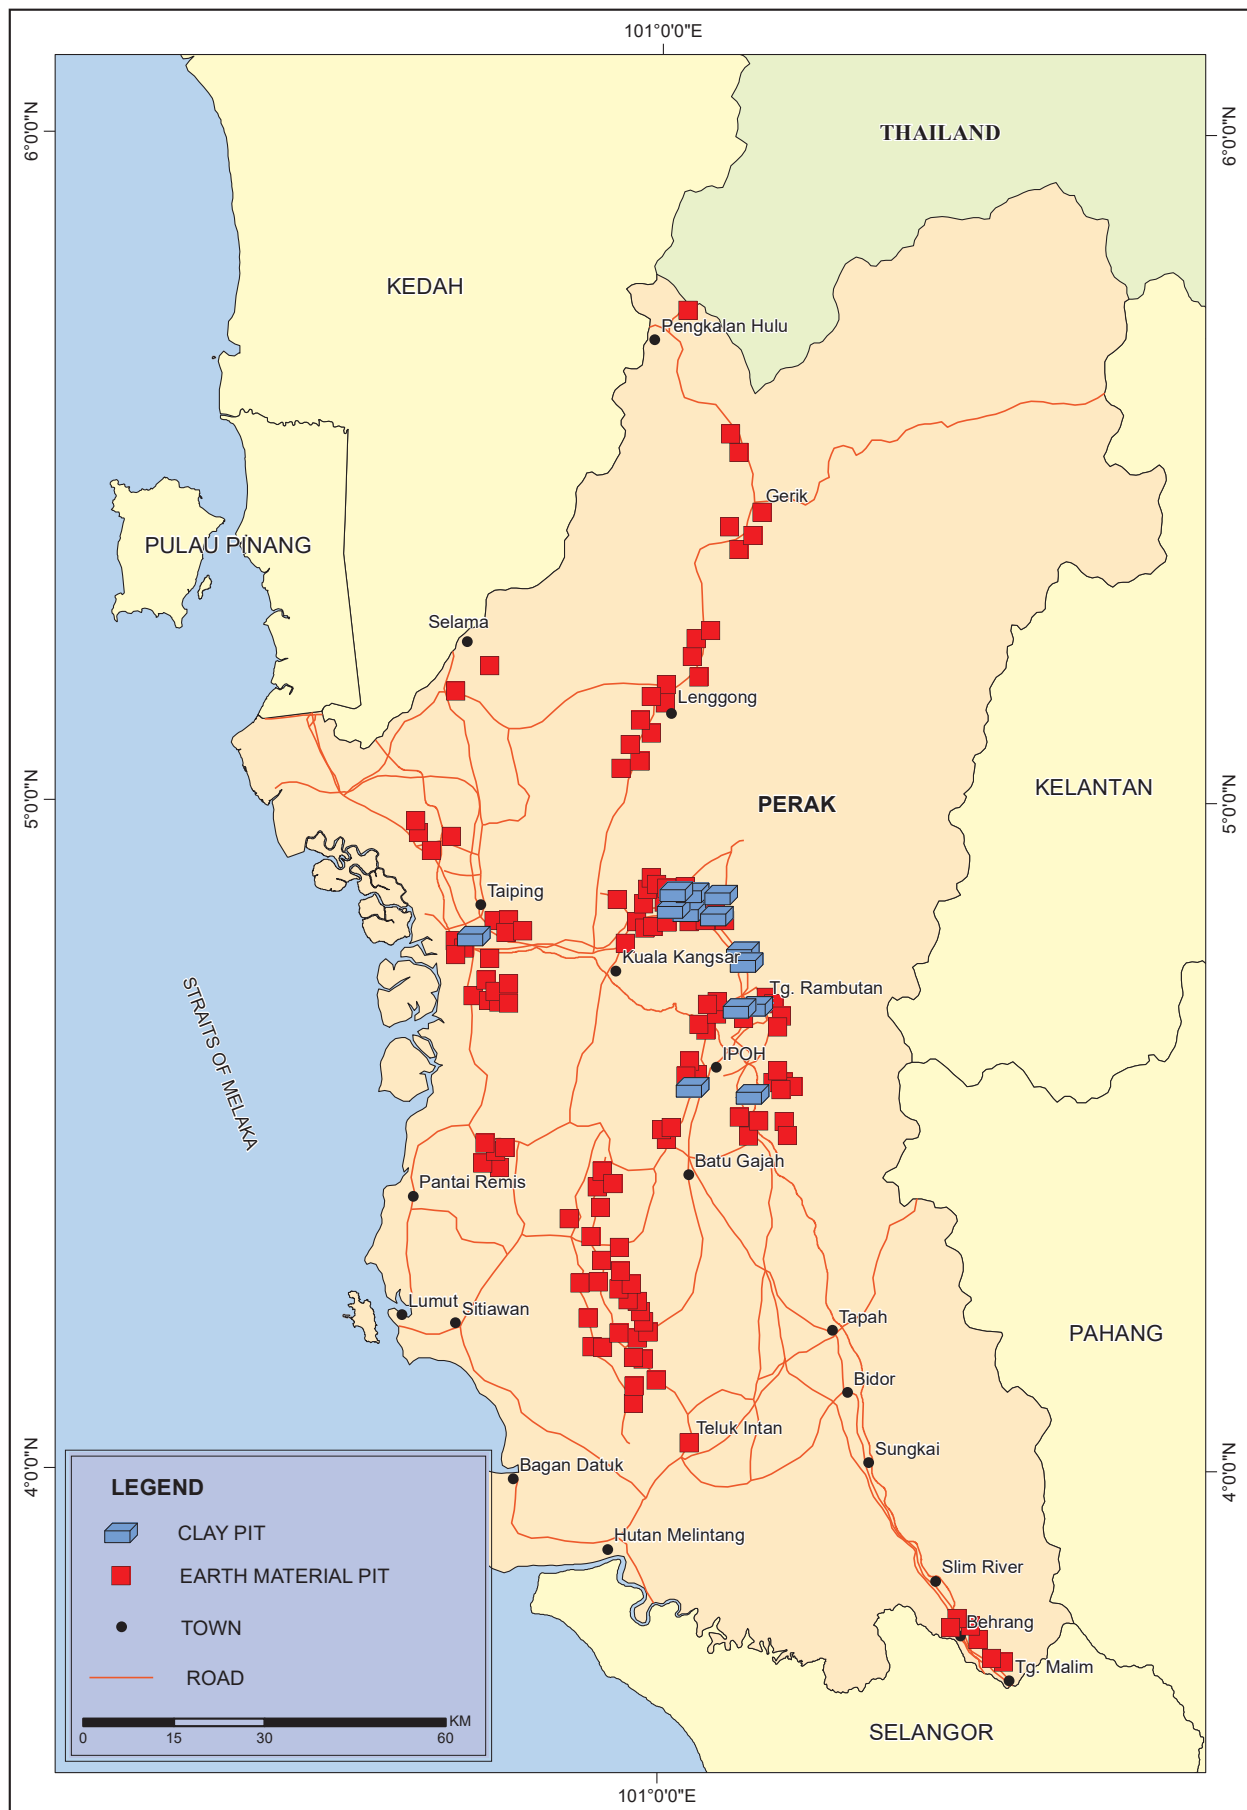 101°0'0"E
6°0'0"N
6°0'0"N
THAILAND
KEDAH
Pengkalan Hulu
Gerik
PULAU PINANG
Selama
Lenggong
KELANTAN
5°0'0"N
5°0'0"N
PERAK
Taiping
Kuala Kangsar
Tg. Rambutan
STRAITS OF MELAKA
IPOH
Batu Gajah
Pantai Remis
Lumut
Sitiawan
Tapah
PAHANG
Bidor
Teluk Intan
Sungkai
4°0'0"N
4°0'0"N
Bagan Datuk
Hutan Melintang
Slim River
Behrang
Tg. Malim
SELANGOR
LEGEND
CLAY PIT
EARTH MATERIAL PIT
TOWN
ROAD
KM
0 15 30 60
101°0'0"E